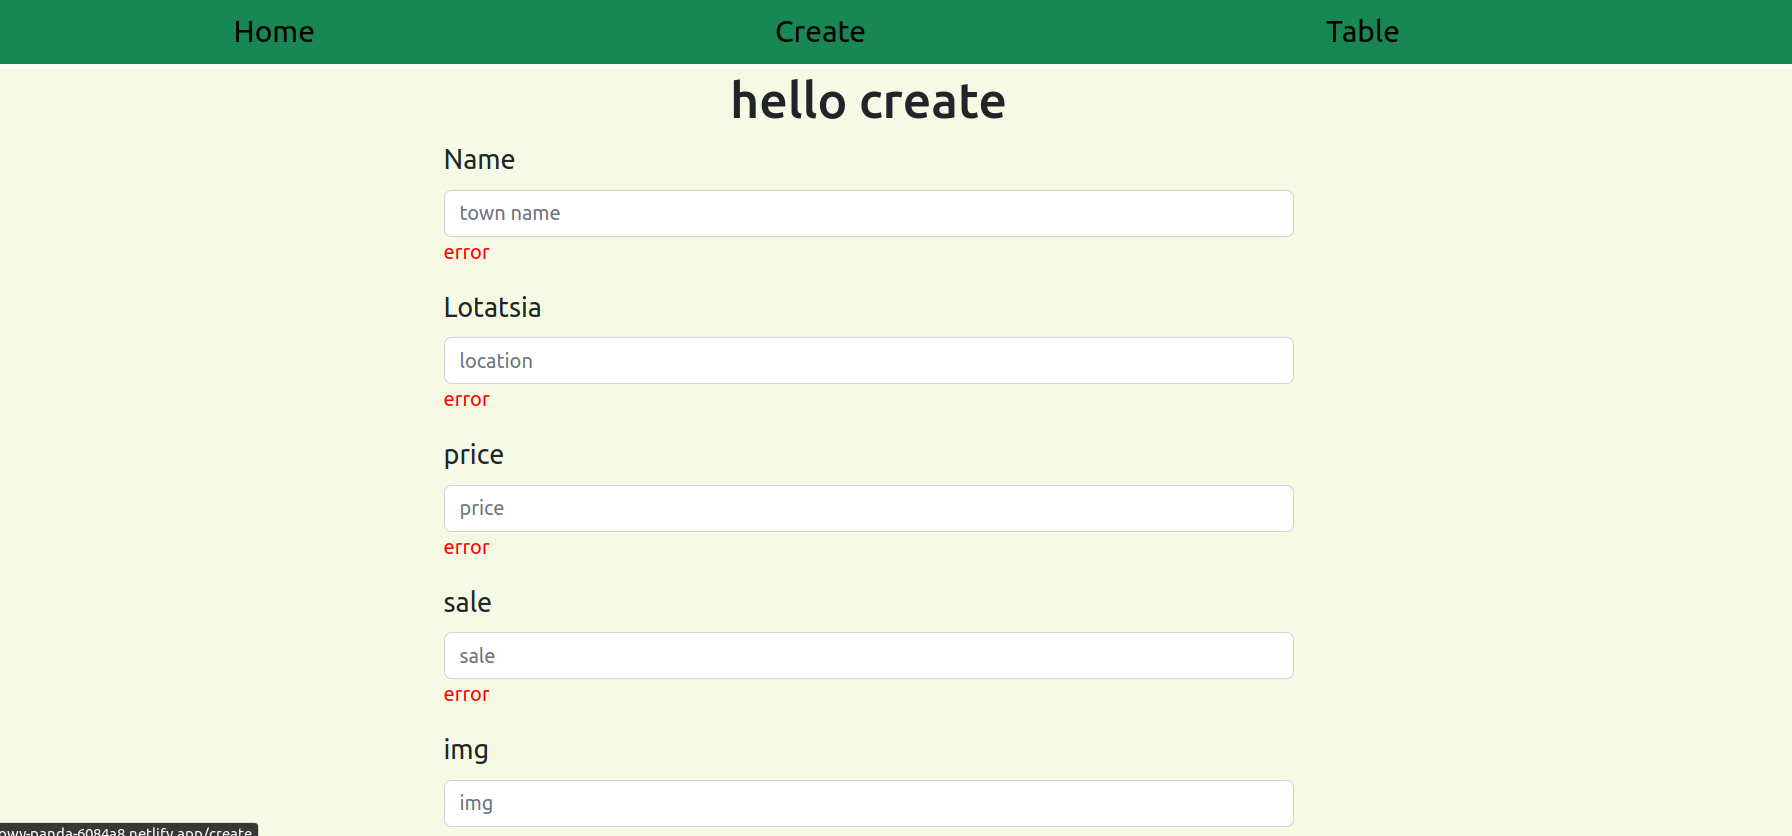 Home Create Table
hello create
Name
town name
error
Lotatsia
location
error
price
price
error
sale
sale
error
img
img
owy-panda-6084a8.netlify.app/create